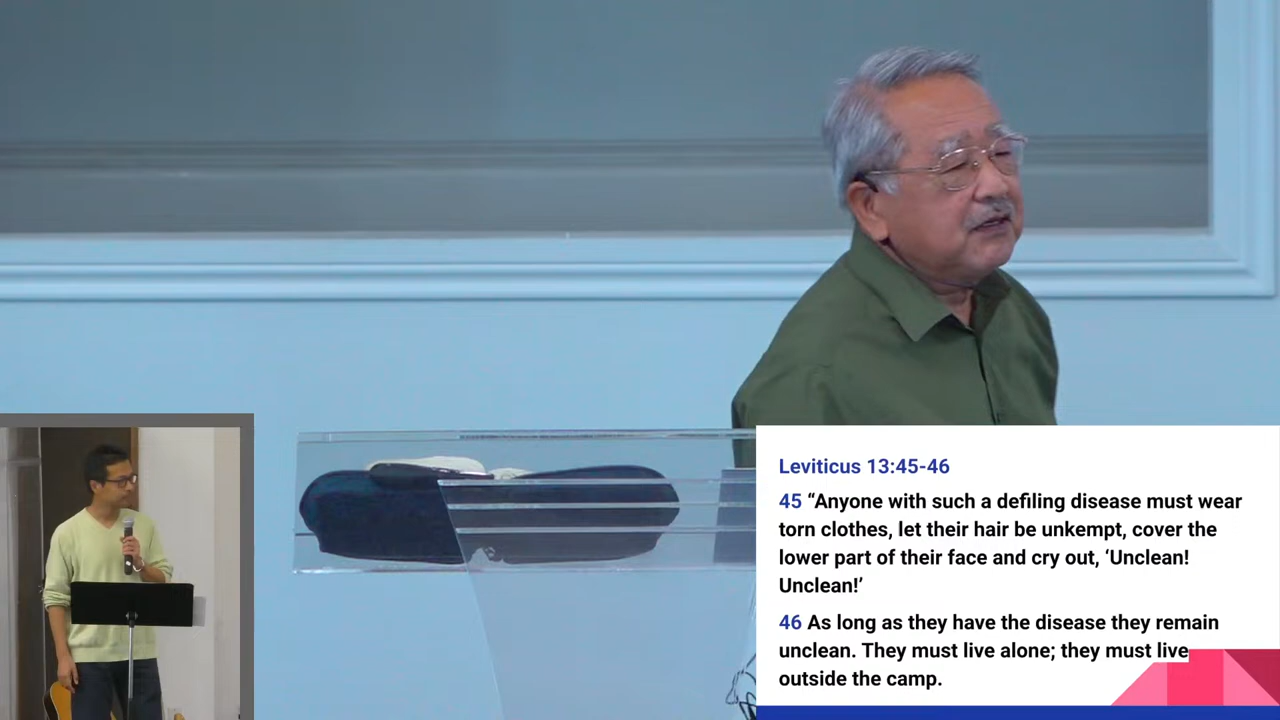 Leviticus 13:45-46
45 “Anyone with such a defiling disease must wear
torn clothes, let their hair be unkempt, cover the
lower part of their face and cry out, ‘Unclean!
Unclean!’
46 As long as they have the disease they remain
unclean. They must live alone; they must live
outside the camp.